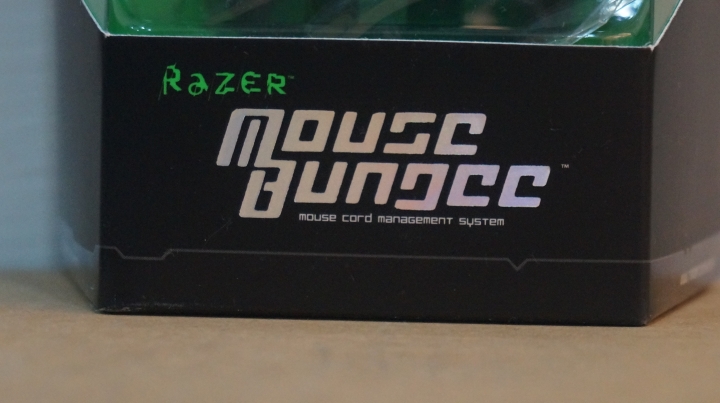 RaZER™
mouse
Bungee™
mouse cord management system